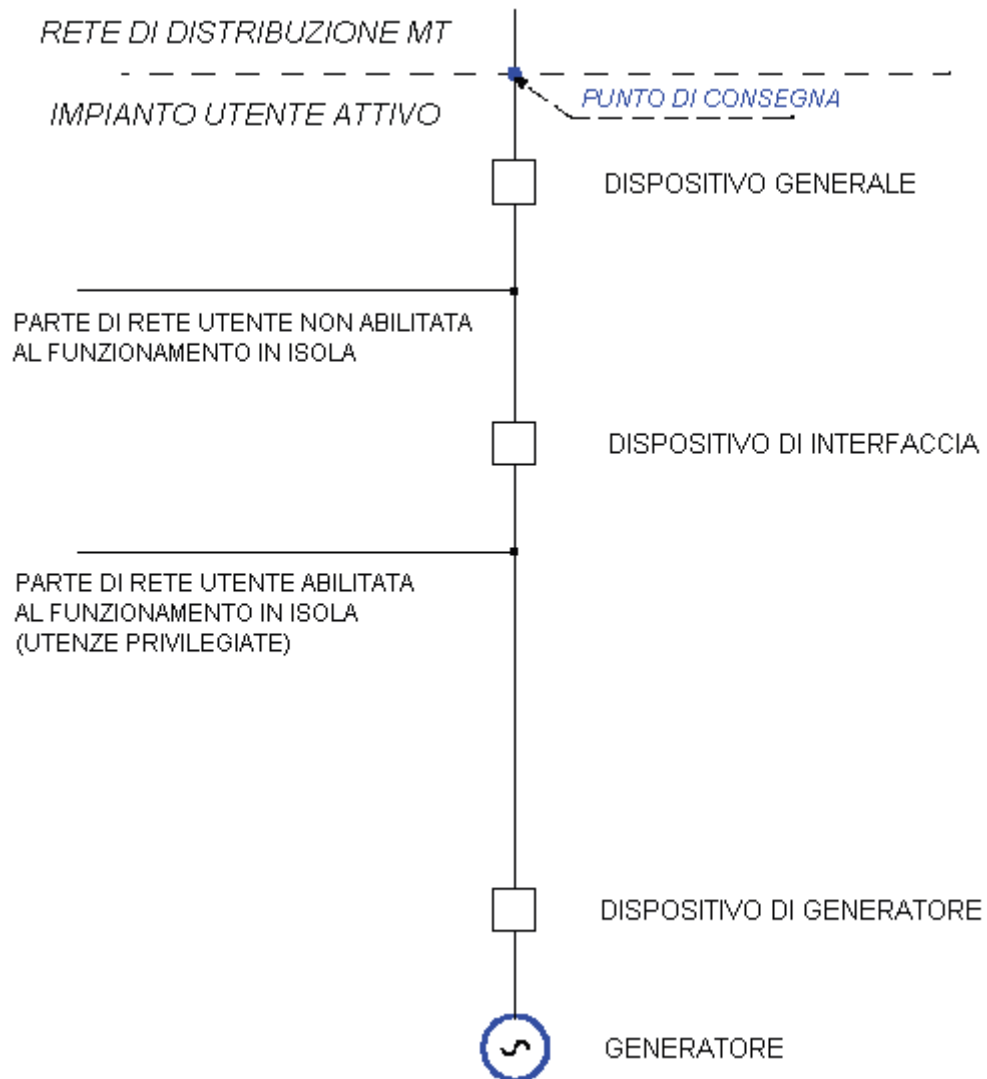 RETE DI DISTRIBUZIONE MT
PUNTO DI CONSEGNA
IMPIANTO UTENTE ATTIVO
DISPOSITIVO GENERALE
PARTE DI RETE UTENTE NON ABILITATA
AL FUNZIONAMENTO IN ISOLA
DISPOSITIVO DI INTERFACCIA
PARTE DI RETE UTENTE ABILITATA
AL FUNZIONAMENTO IN ISOLA
(UTENZE PRIVILEGIATE)
DISPOSITIVO DI GENERATORE
GENERATORE